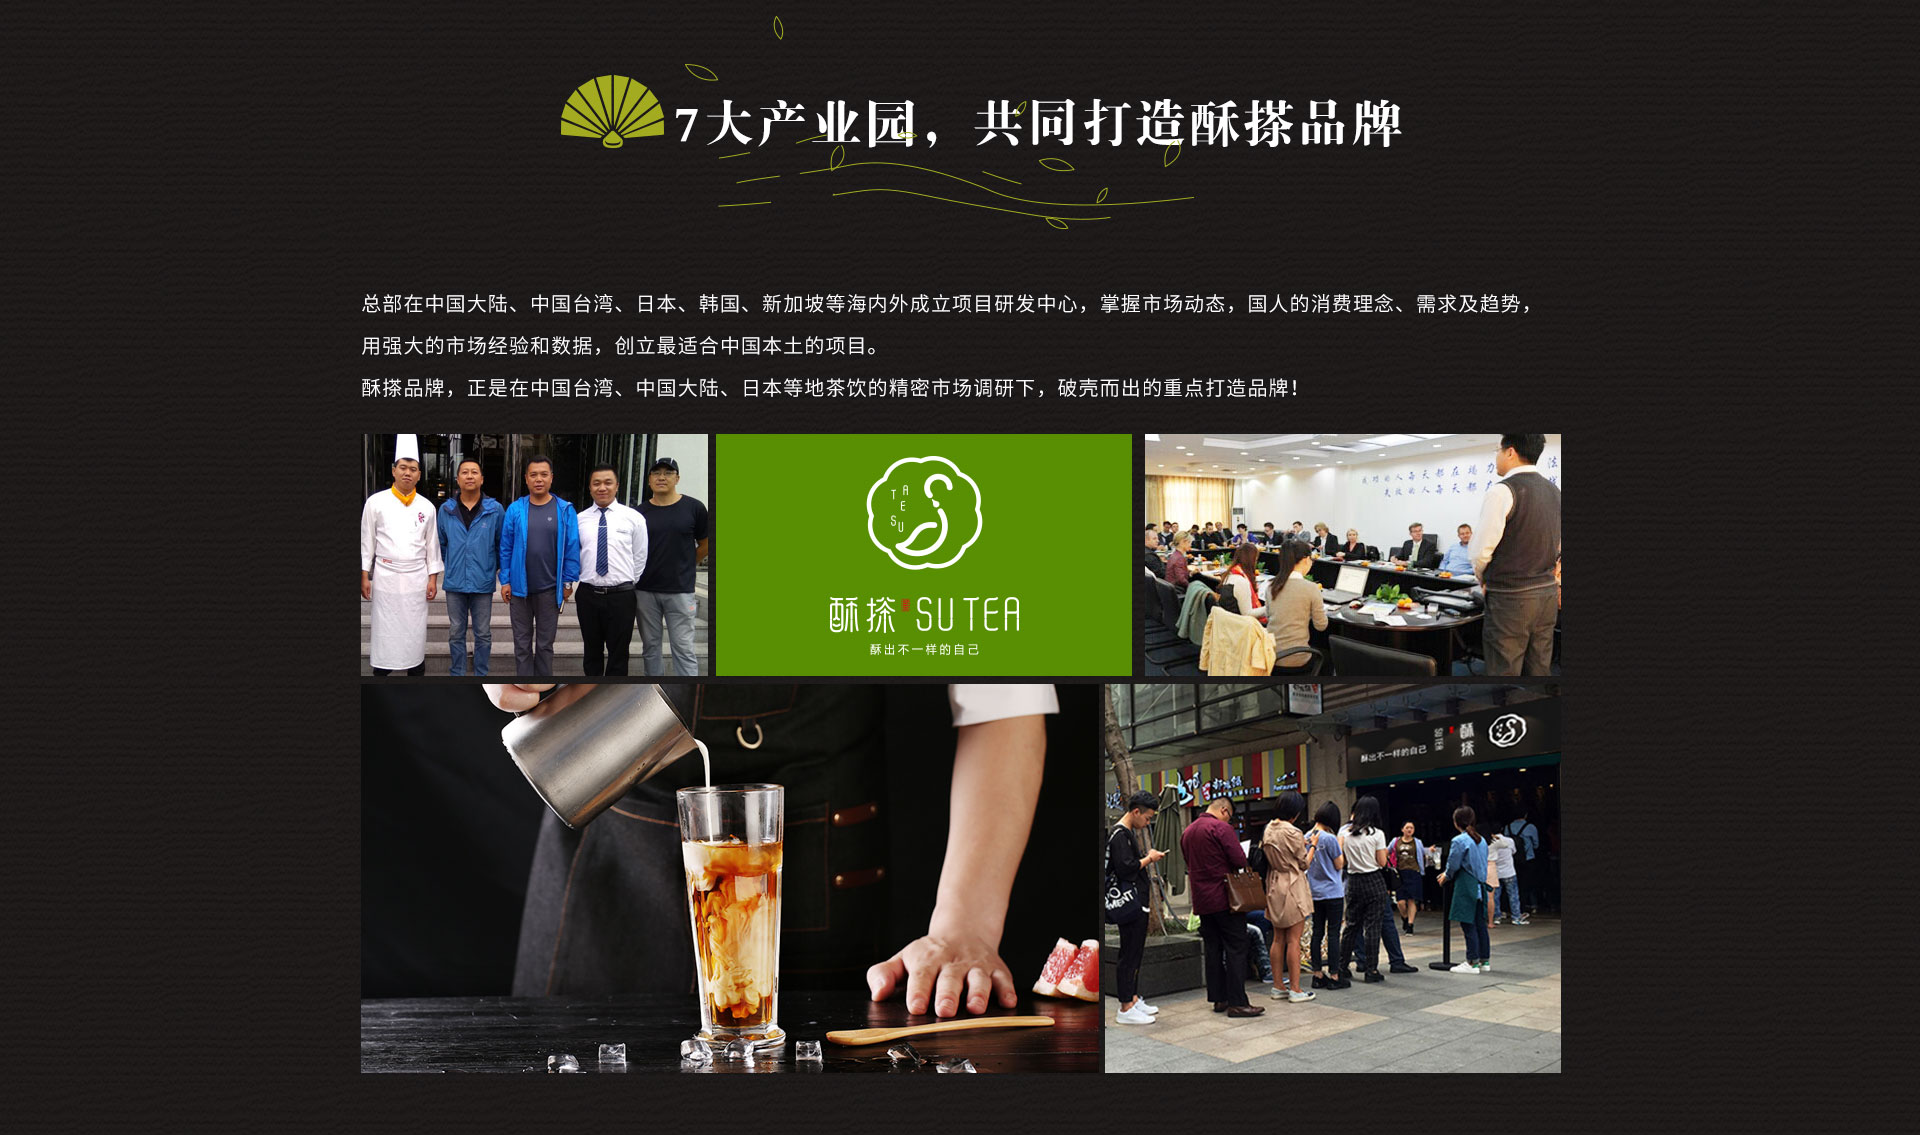 7大产业园，共同打造酥搽品牌
总部在中国大陆、中国台湾、日本、韩国、新加坡等海内外成立项目研发中心，掌握市场动态，国人的消费理念、需求及趋势，
用强大的市场经验和数据，创立最适合中国本土的项目。
酥搽品牌，正是在中国台湾、中国大陆、日本等地茶饮的精密市场调研下，破壳而出的重点打造品牌！
TAE
SU
酥搽 SU TEA
酥出不一样的自己
酥搽
酥出不一样的自己
Restaurant
MENT